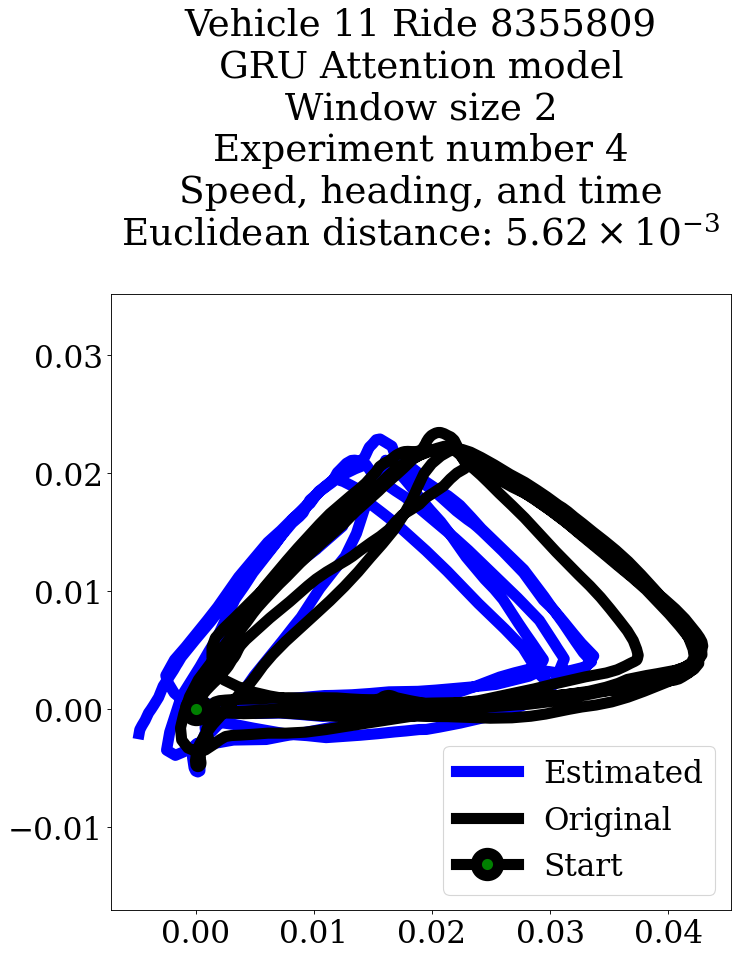 Vehicle 11 Ride 8355809
GRU Attention model
Window size 2
Experiment number 4
Speed, heading, and time
Euclidean distance: 5.62 × 10⁻³
0.03
0.02
0.01
0.00
−0.01
Estimated
Original
Start
0.00 0.01 0.02 0.03 0.04